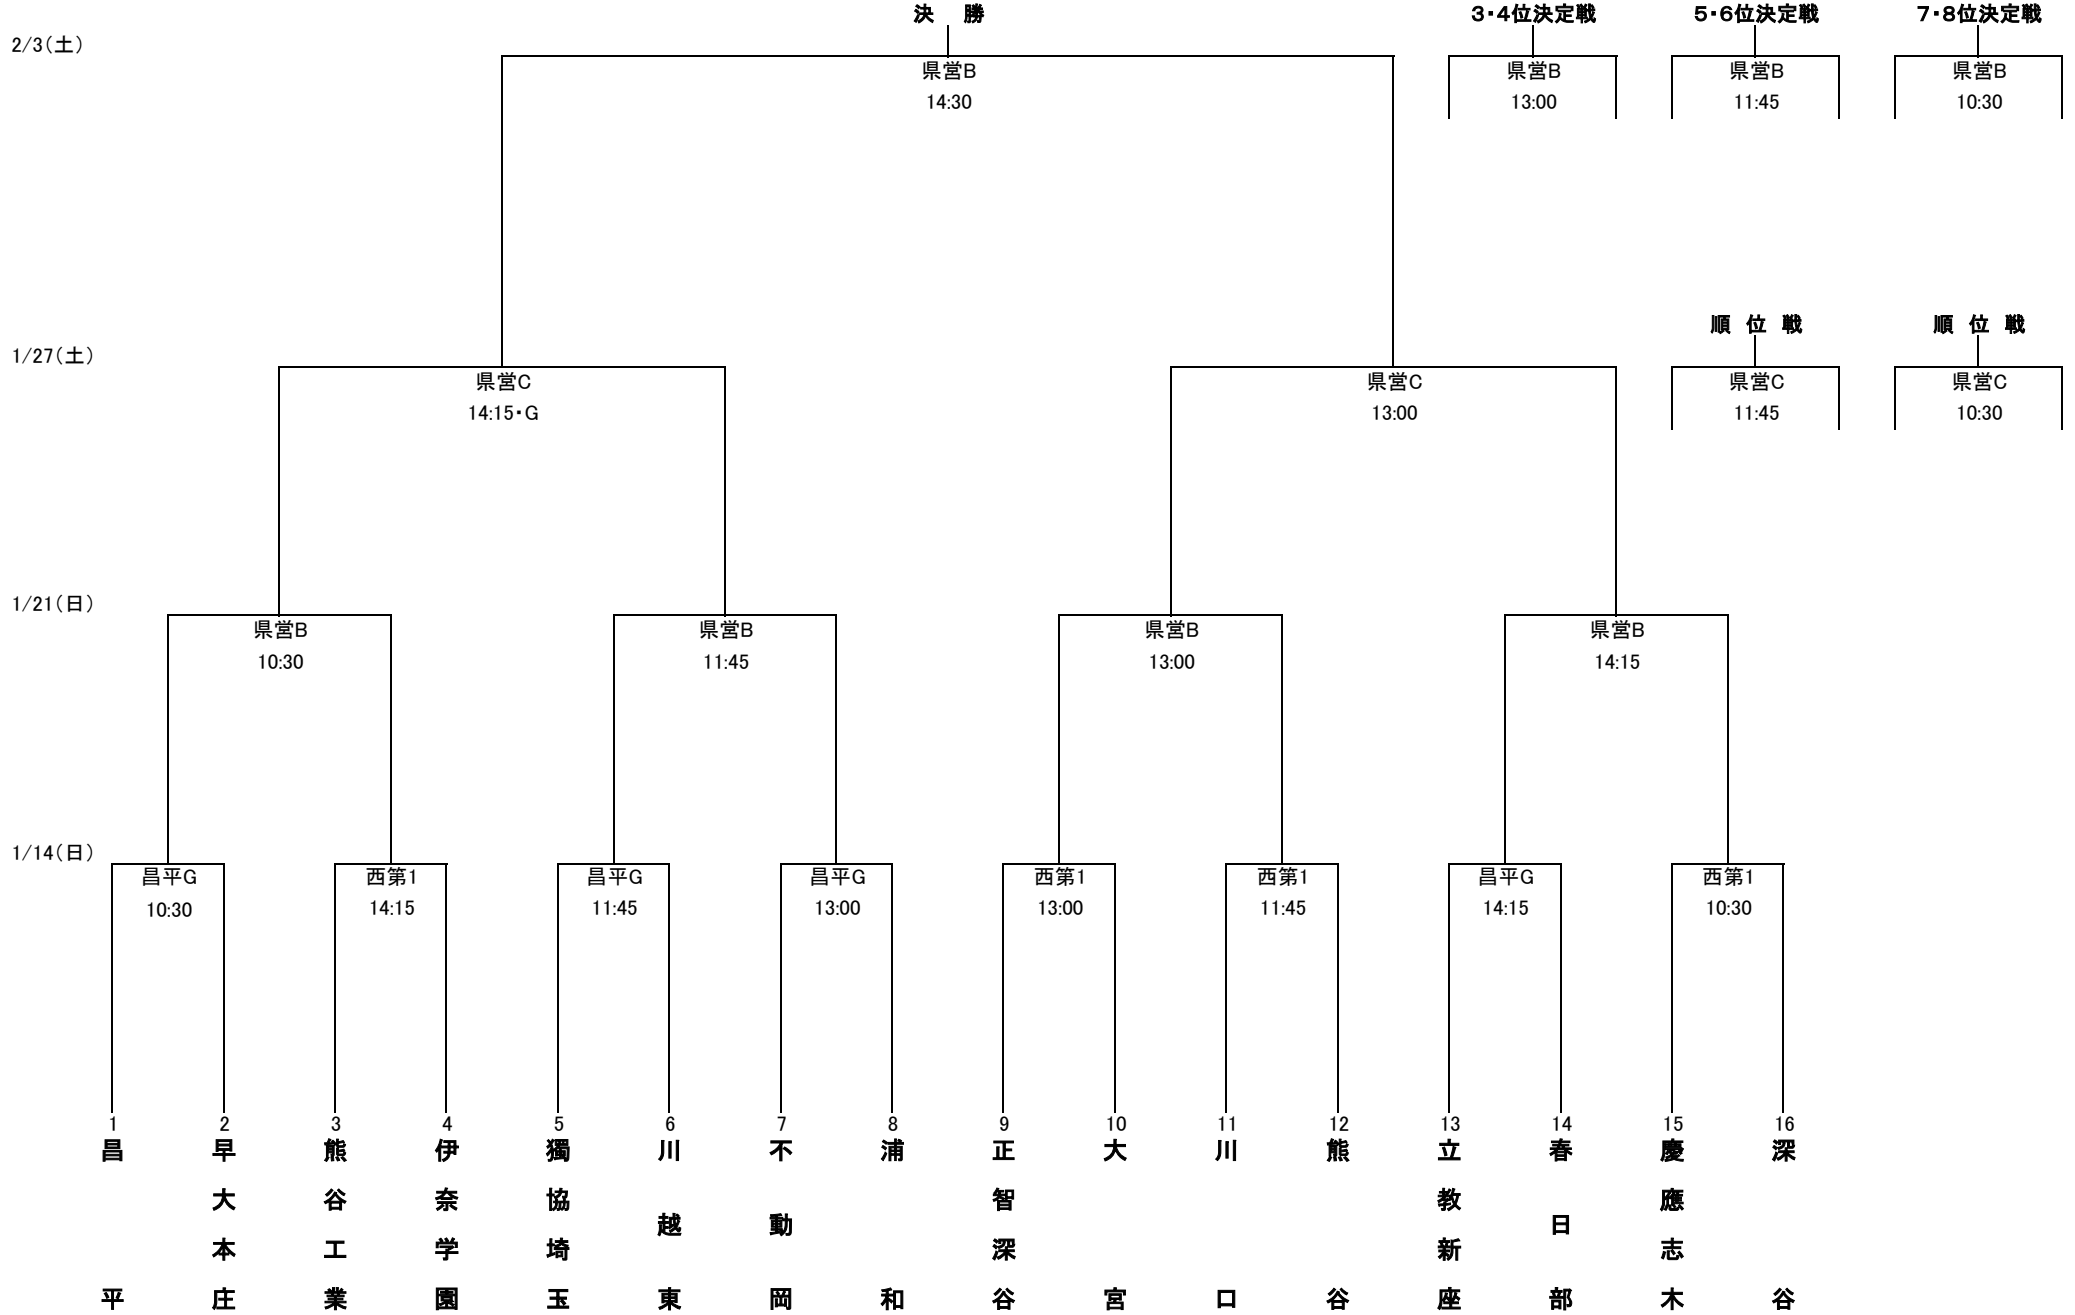 決　勝
3・4位決定戦
5・6位決定戦
7・8位決定戦
2/3(土)
県営B
県営B
県営B
県営B
14:30
13:00
11:45
10:30
順 位 戦
順 位 戦
1/27(土)
県営C
県営C
県営C
県営C
14:15・G
13:00
11:45
10:30
1/21(日)
県営B
県営B
県営B
県営B
10:30
11:45
13:00
14:15
1/14(日)
昌平G
西第1
昌平G
昌平G
西第1
西第1
昌平G
西第1
10:30
14:15
11:45
13:00
13:00
11:45
14:15
10:30
1
2
3
4
5
6
7
8
9
10
11
12
13
14
15
16
昌平
早大本庄
熊谷工業
伊奈学園
獨協埼玉
川越東
不動岡
浦和
正智深谷
大宮
川口
熊谷
立教新座
春日部
慶應志木
深谷